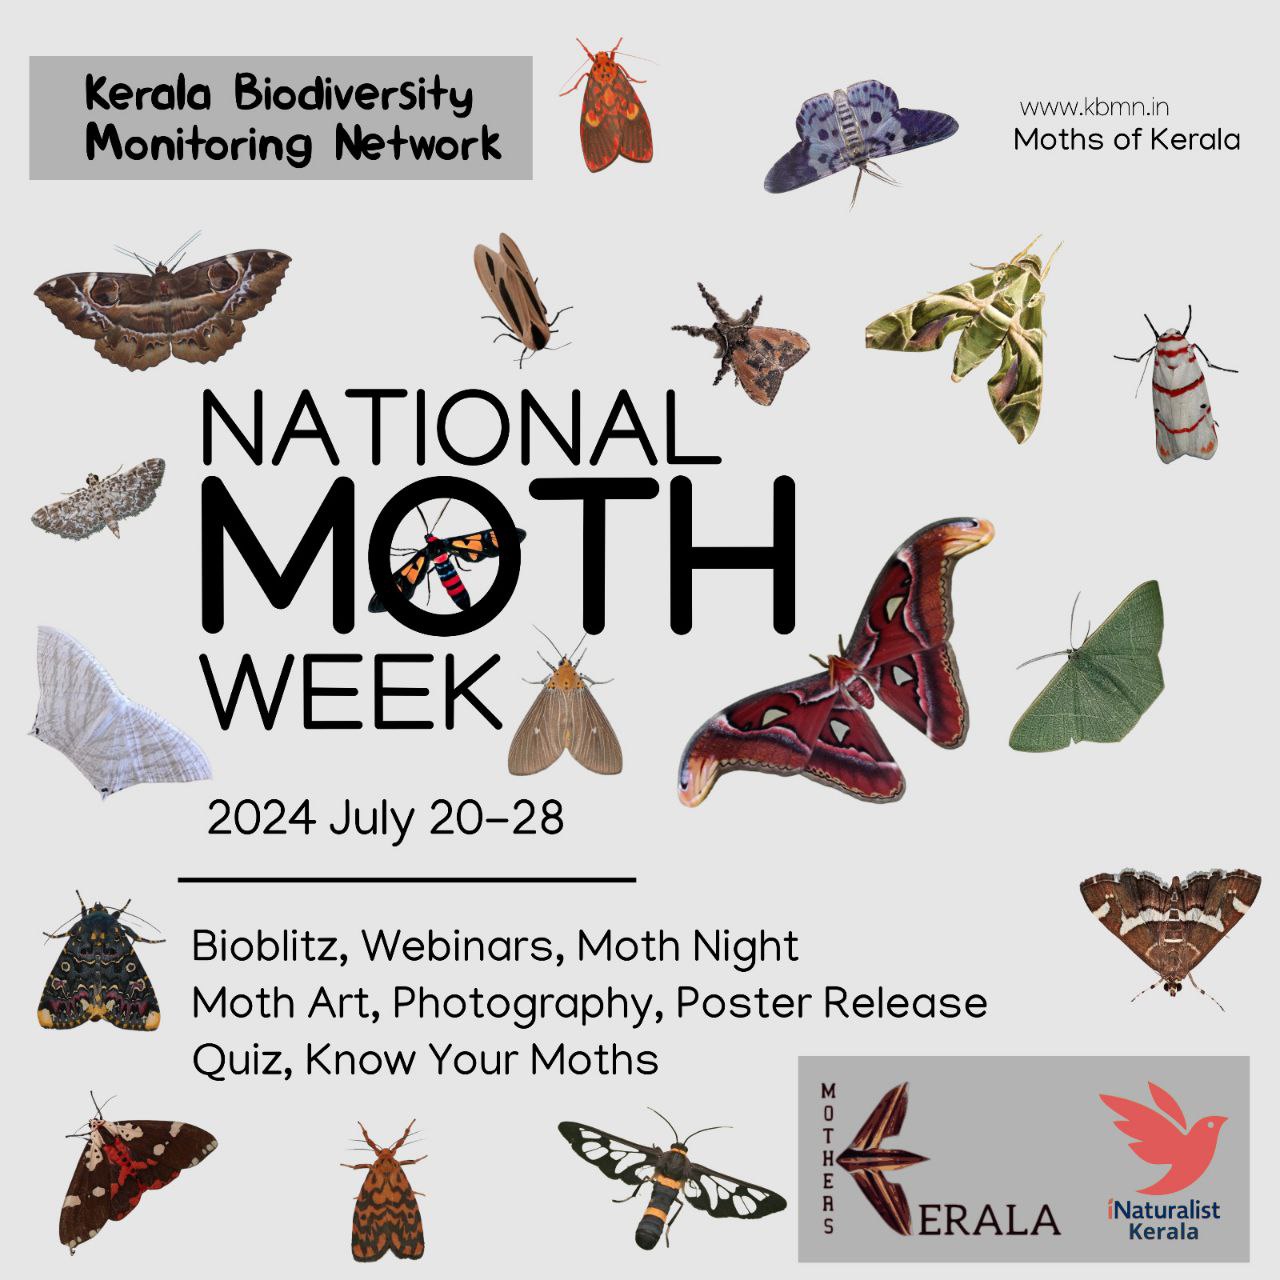 Kerala Biodiversity
Monitoring Network
www.kbmn.in
Moths of Kerala
NATIONAL
MOTH
WEEK
2024 July 20-28
Bioblitz, Webinars, Moth Night
Moth Art, Photography, Poster Release
Quiz, Know Your Moths
MOTHERS
KERALA
iNaturalist
Kerala